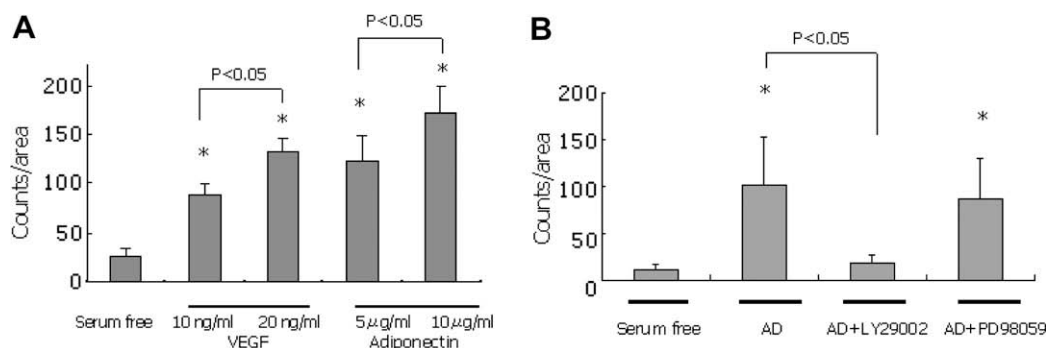 A
P<0.05
P<0.05
200
150
100
50
0
Counts/area
* * * *
Serum free 10 ng/ml 20 ng/ml 5μg/ml 10μg/ml
VEGF Adiponectin
B
P<0.05
200
150
100
50
0
Counts/area
* *
Serum free AD AD+LY29002 AD+PD98059